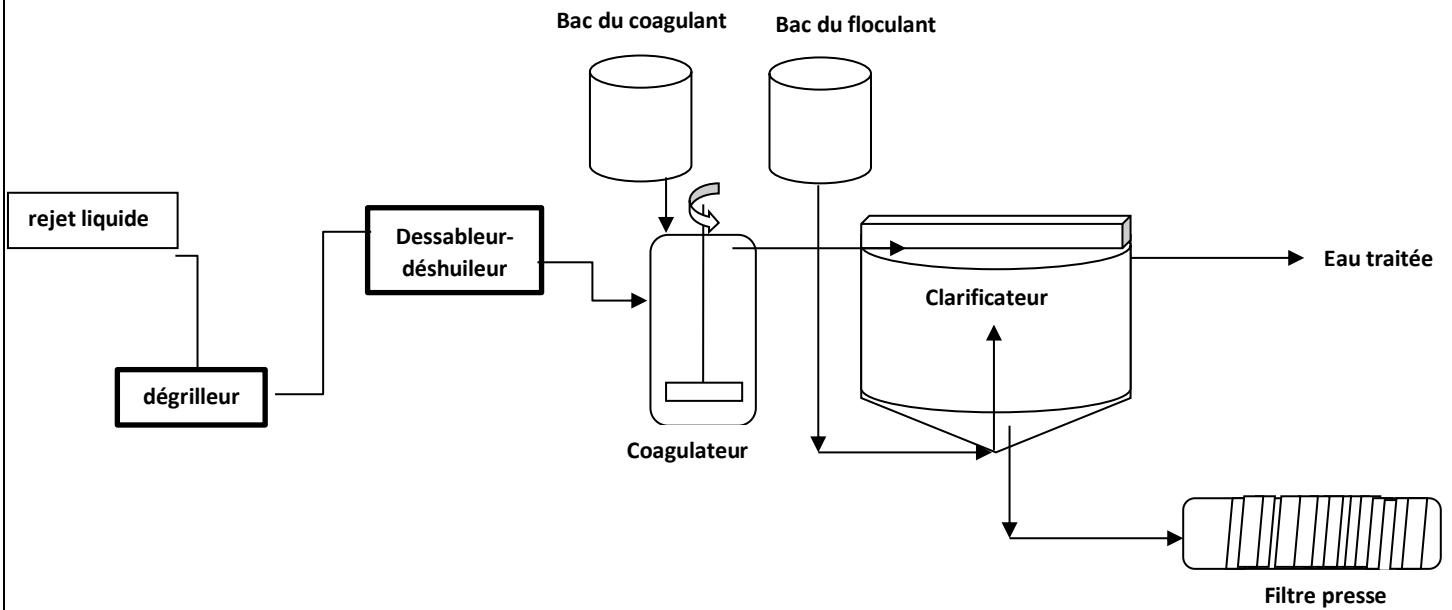 Bac du coagulant
Bac du floculant
rejet liquide
Dessableur-
déshuileur
Eau traitée
Clarificateur
dégrilleur
Coagulateur
Filtre presse